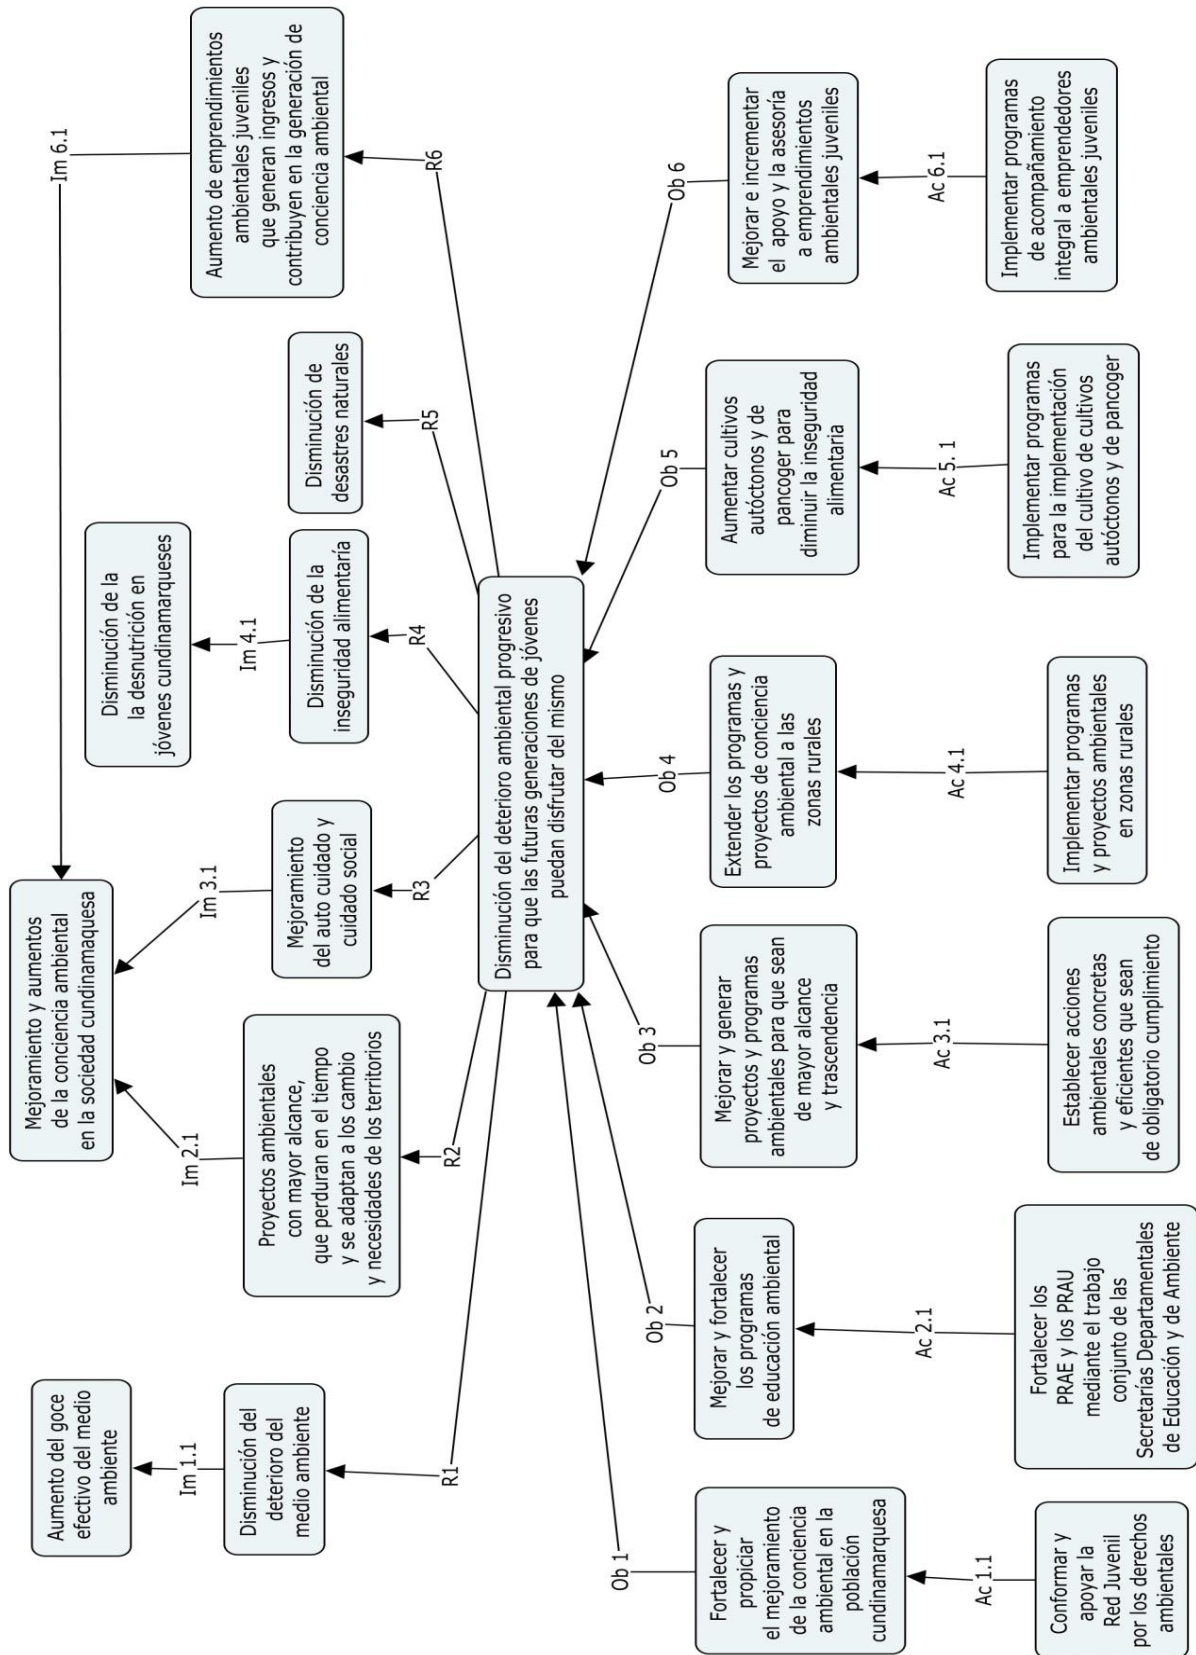 Mejoramiento y aumentos
de la conciencia ambiental
en la sociedad cundinamaquesa
Im 6.1
Aumento del goce
efectivo del medio
ambiente
Im 1.1
Disminución del
deterioro del
medio ambiente
R1
Im 2.1
Proyectos ambientales
con mayor alcance,
que perduran en el tiempo
y se adaptan a los cambio
y necesidades de los territorios
R2
Im 3.1
Mejoramiento
del auto cuidado y
cuidado social
R3
Disminución de la
la desnutrición en
jóvenes cundinamarqueses
Im 4.1
Disminución de la
inseguridad alimentaría
R4
Disminución de
desastres naturales
R5
Aumento de emprendimientos
ambientales juveniles
que generan ingresos y
contribuyen en la generación de
conciencia ambiental
R6
Disminución del deterioro ambiental progresivo
para que las futuras generaciones de jóvenes
puedan disfrutar del mismo
Ob 1
Fortalecer y
propiciar
el mejoramiento
de la conciencia
ambiental en la
población
cundinamarquesa
Ac 1.1
Conformar y
apoyar la
Red Juvenil
por los derechos
ambientales
Ob 2
Mejorar y fortalecer
los programas
de educación ambiental
Ac 2.1
Fortalecer los
PRAE y los PRAU
mediante el trabajo
conjunto de las
Secretarías Departamentales
de Educación y de Ambiente
Ob 3
Mejorar y generar
proyectos y programas
ambientales para que sean
de mayor alcance
y trascendencia
Ac 3.1
Establecer acciones
ambientales concretas
y eficientes que sean
de obligatorio cumplimiento
Ob 4
Extender los programas y
proyectos de conciencia
ambiental a las
zonas rurales
Ac 4.1
Implementar programas
y proyectos ambientales
en zonas rurales
Ob 5
Aumentar cultivos
autóctonos y de
pancoger para
diminuir la inseguridad
alimentaria
Ac 5. 1
Implementar programas
para la implementación
del cultivo de cultivos
autóctonos y de pancoger
Ob 6
Mejorar e incrementar
el apoyo y la asesoría
a emprendimientos
ambientales juveniles
Ac 6.1
Implementar programas
de acompañamiento
integral a emprendedores
ambientales juveniles